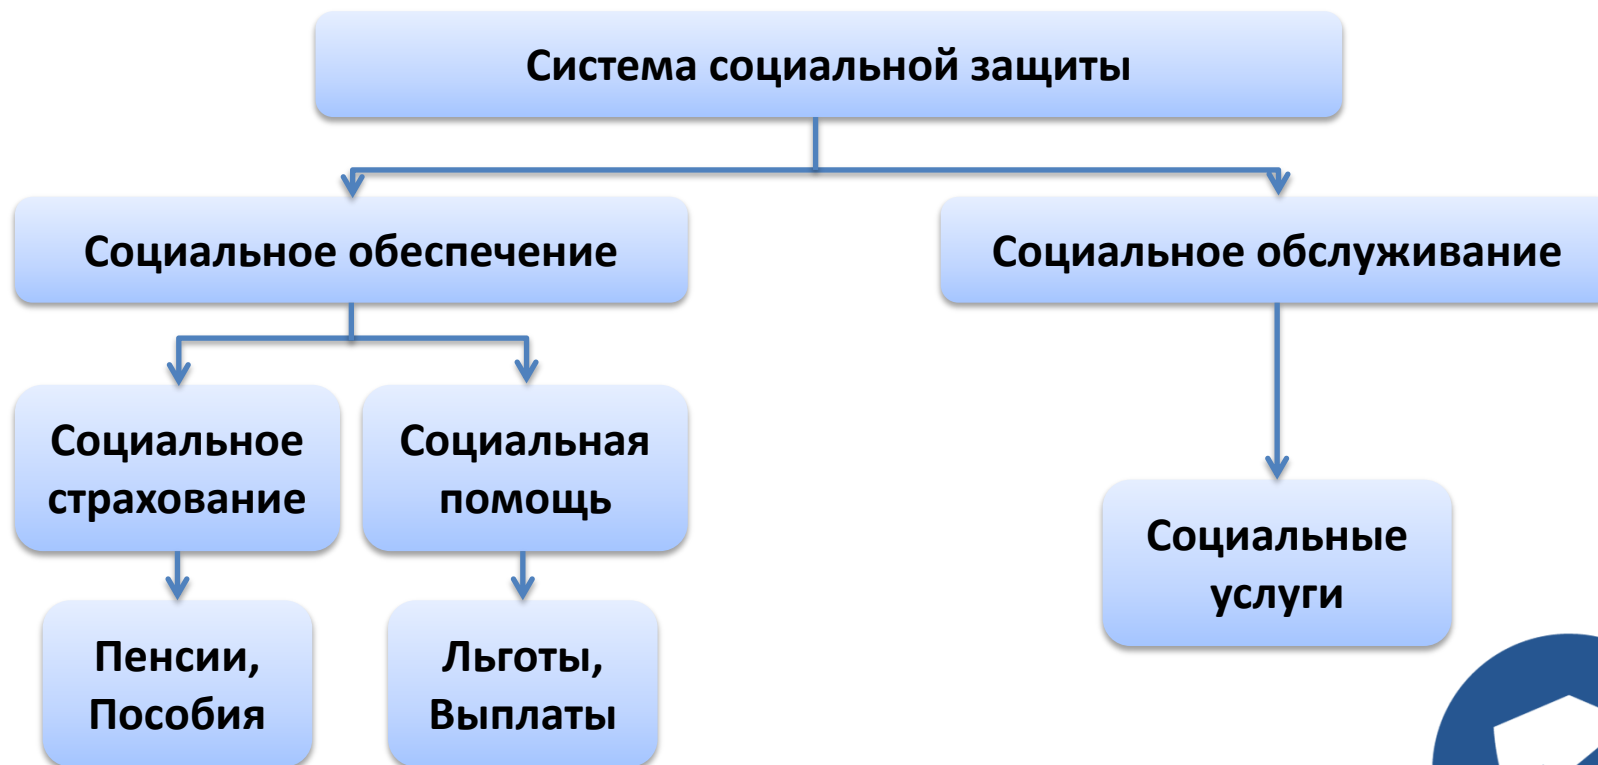 Система социальной защиты
Социальное обеспечение
Социальное обслуживание
Социальное
страхование
Социальная
помощь
Социальные
услуги
Пенсии,
Пособия
Льготы,
Выплаты